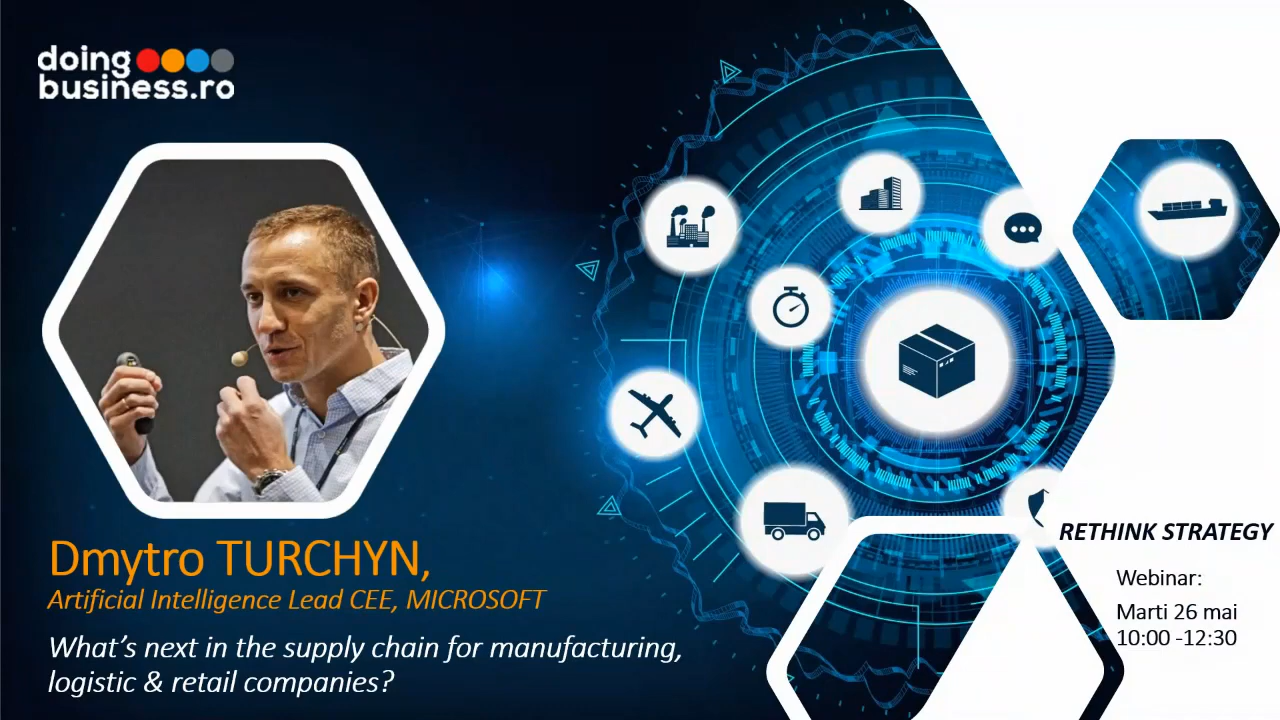 doing
business.ro
Dmytro TURCHYN,
Artificial Intelligence Lead CEE, MICROSOFT
What’s next in the supply chain for manufacturing,
logistic & retail companies?
RETHINK STRATEGY
Webinar:
Marti 26 mai
10:00 -12:30